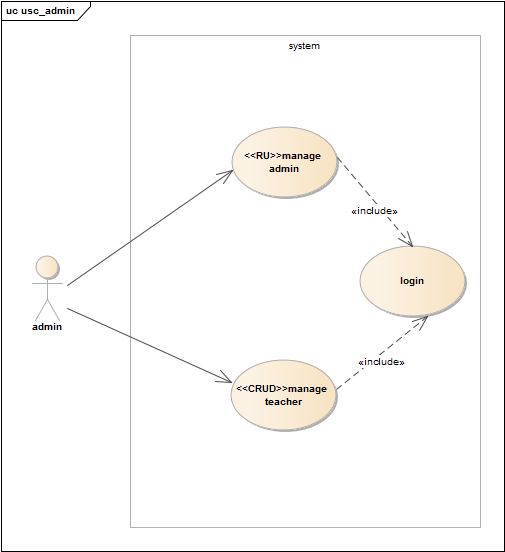 uc usc_admin
system
<<RU>>manage
admin
«include»
login
admin
«include»
<<CRUD>>manage
teacher